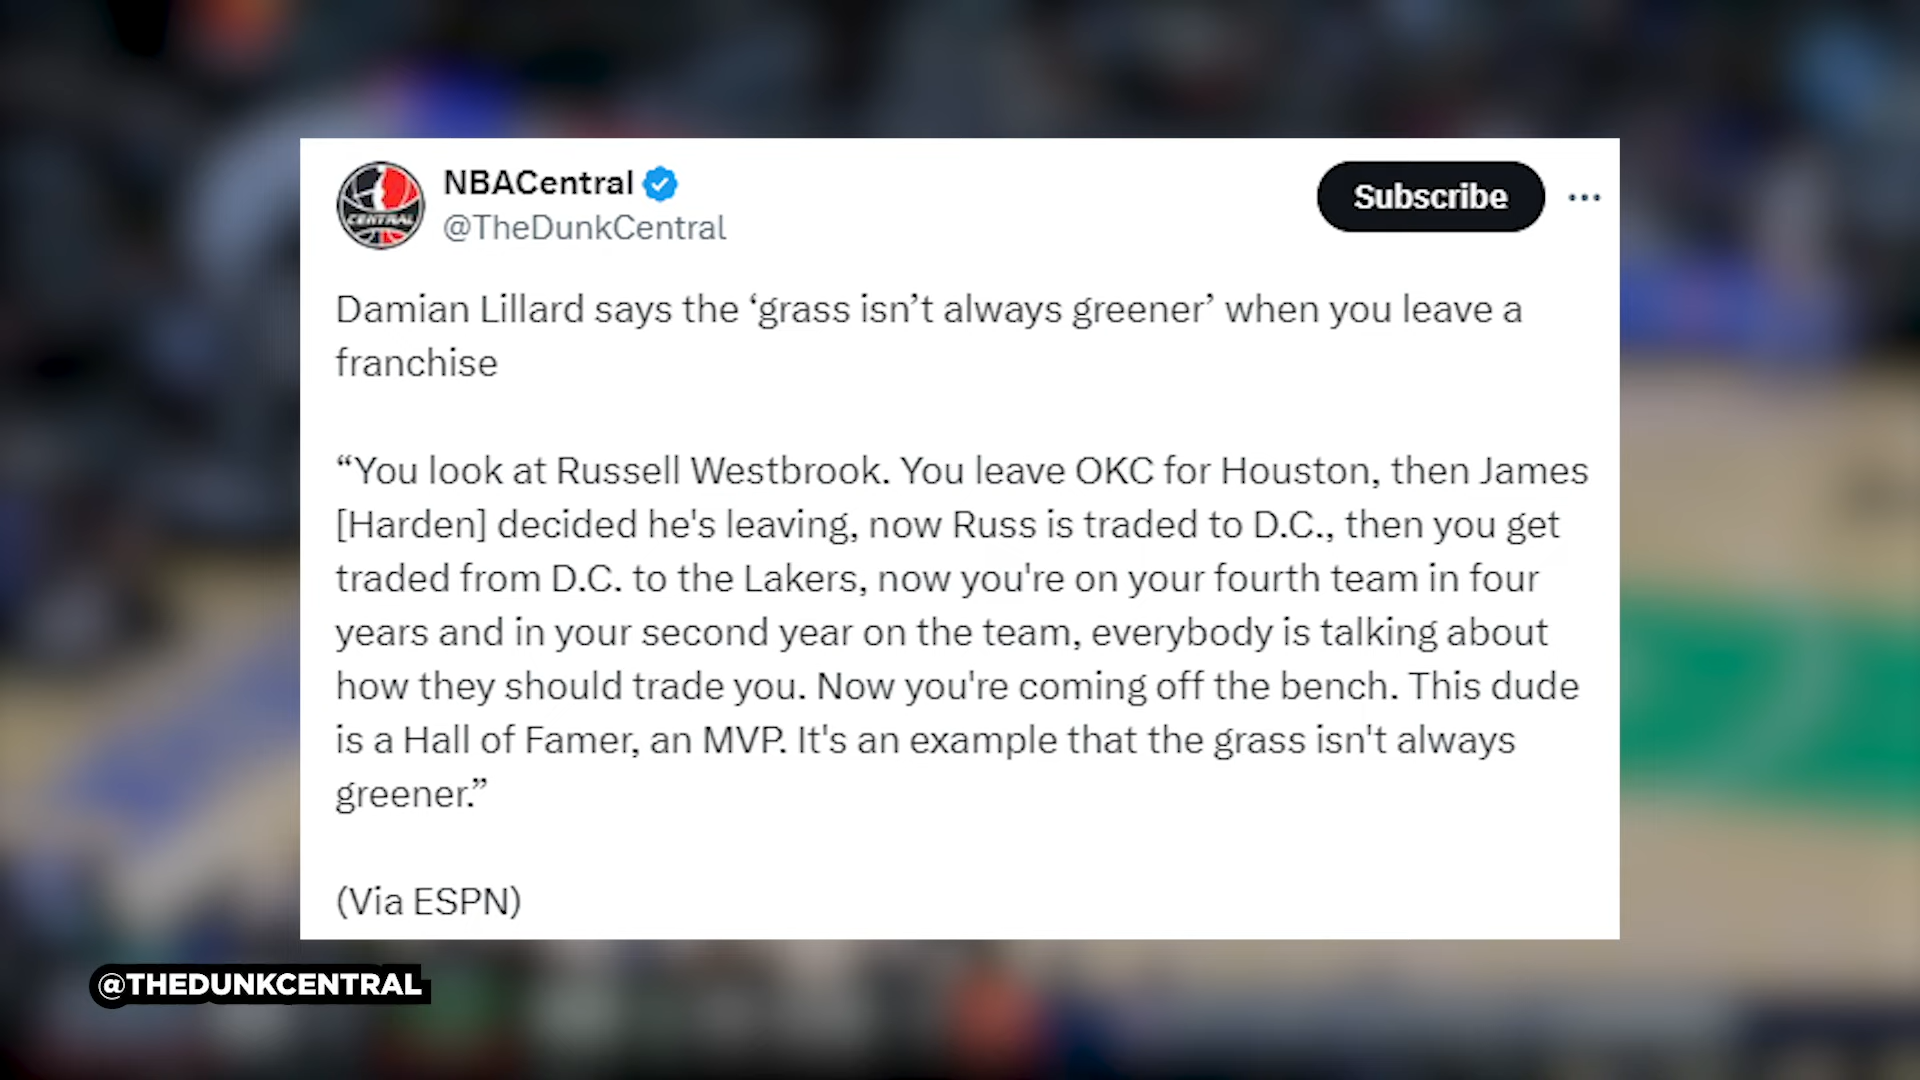 NBACentral
@TheDunkCentral
Subscribe
CENTRAL
Damian Lillard says the ‘grass isn’t always greener’ when you leave a
franchise
“You look at Russell Westbrook. You leave OKC for Houston, then James
[Harden] decided he's leaving, now Russ is traded to D.C., then you get
traded from D.C. to the Lakers, now you're on your fourth team in four
years and in your second year on the team, everybody is talking about
how they should trade you. Now you're coming off the bench. This dude
is a Hall of Famer, an MVP. It's an example that the grass isn't always
greener.”
(Via ESPN)
@THEDUNKCENTRAL